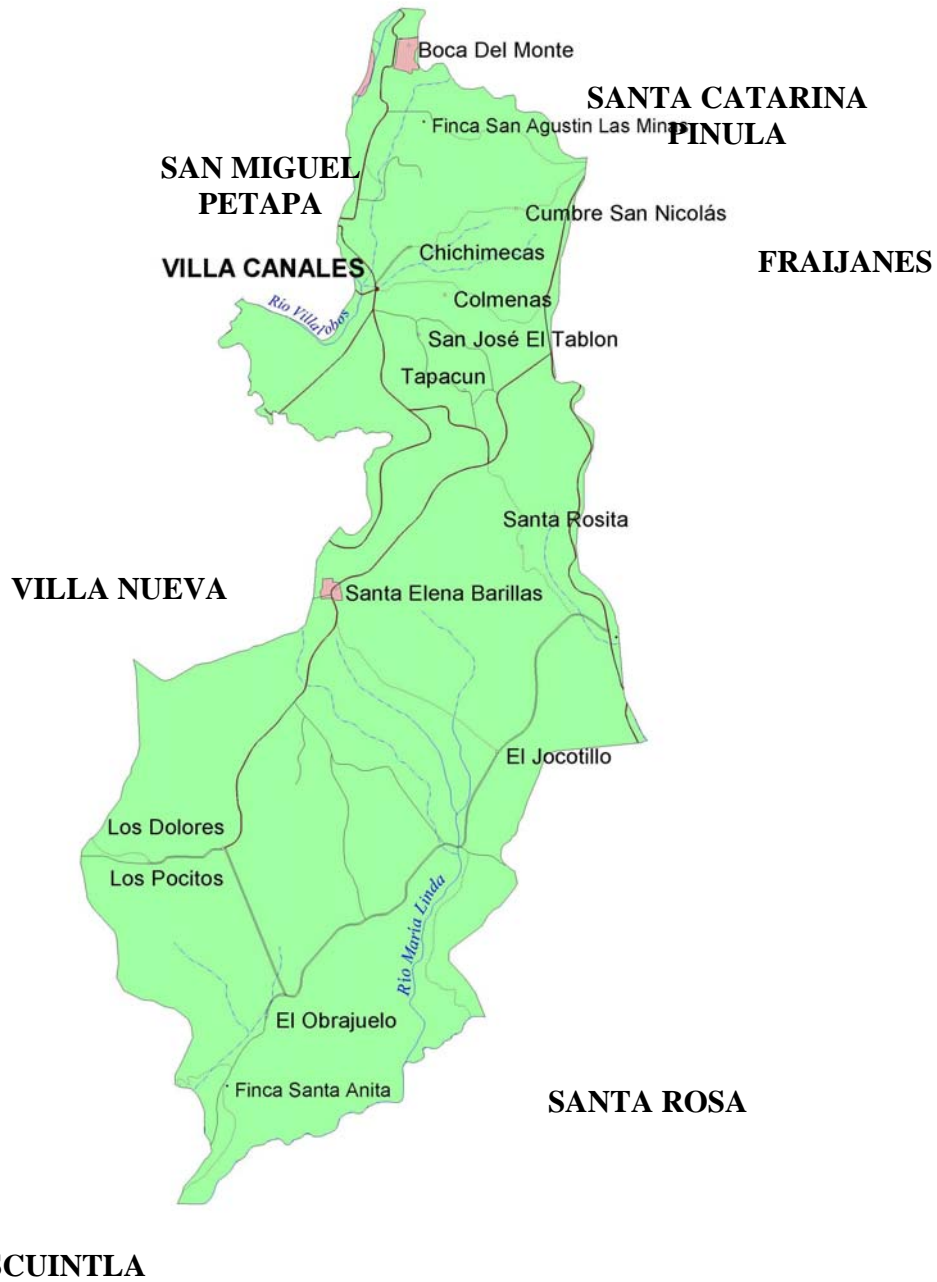 Boca Del Monte
SANTA CATARINA
PINULA
Finca San Agustin Las Minas
SAN MIGUEL
PETAPA
Cumbre San Nicolás
Chichimecas
FRAIJANES
VILLA CANALES
Colmenas
Rio Villalobos
San José El Tablon
Tapacun
Santa Rosita
VILLA NUEVA
Santa Elena Barillas
El Jocotillo
Los Dolores
Los Pocitos
Rio Maria Linda
El Obrajuelo
Finca Santa Anita
SANTA ROSA
SCUINTLA